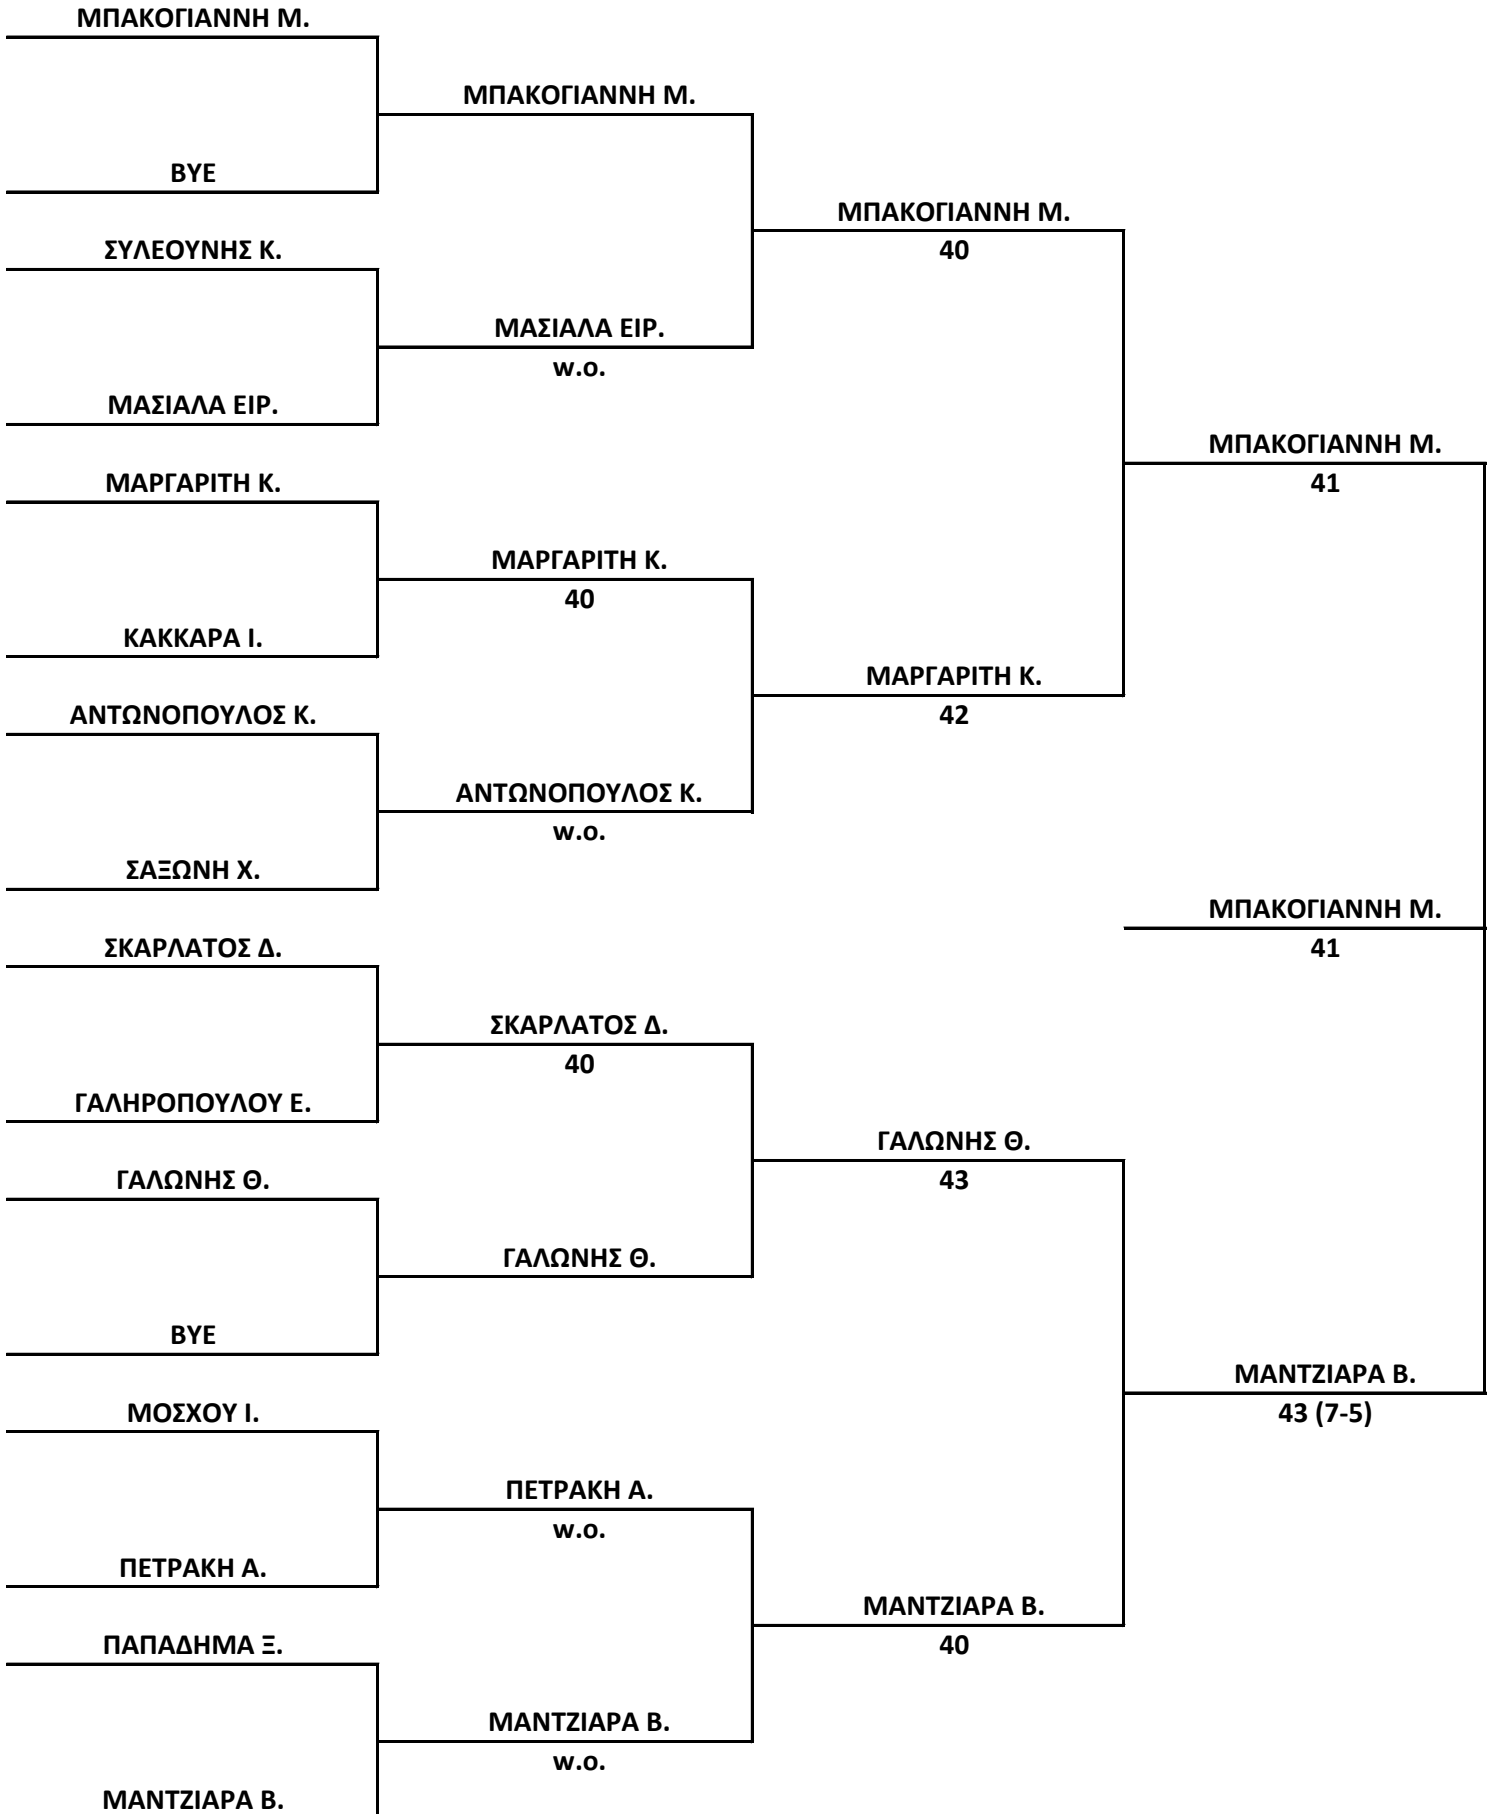 ΜΠΑΚΟΓΙΑΝΝΗ Μ.
ΜΠΑΚΟΓΙΑΝΝΗ Μ.
BYE
ΜΠΑΚΟΓΙΑΝΝΗ Μ.
ΣΥΛΕΟΥΝΗΣ Κ.
40
ΜΑΣΙΑΛΑ ΕΙΡ.
w.o.
ΜΑΣΙΑΛΑ ΕΙΡ.
ΜΠΑΚΟΓΙΑΝΝΗ Μ.
ΜΑΡΓΑΡΙΤΗ Κ.
41
ΜΑΡΓΑΡΙΤΗ Κ.
40
ΚΑΚΚΑΡΑ Ι.
ΜΑΡΓΑΡΙΤΗ Κ.
ΑΝΤΩΝΟΠΟΥΛΟΣ Κ.
42
ΑΝΤΩΝΟΠΟΥΛΟΣ Κ.
w.o.
ΣΑΞΩΝΗ Χ.
ΜΠΑΚΟΓΙΑΝΝΗ Μ.
ΣΚΑΡΛΑΤΟΣ Δ.
41
ΣΚΑΡΛΑΤΟΣ Δ.
40
ΓΑΛΗΡΟΠΟΥΛΟΥ Ε.
ΓΑΛΩΝΗΣ Θ.
ΓΑΛΩΝΗΣ Θ.
43
ΓΑΛΩΝΗΣ Θ.
BYE
ΜΑΝΤΖΙΑΡΑ Β.
ΜΟΣΧΟΥ Ι.
43 (7-5)
ΠΕΤΡΑΚΗ Α.
w.o.
ΠΕΤΡΑΚΗ Α.
ΜΑΝΤΖΙΑΡΑ Β.
ΠΑΠΑΔΗΜΑ Ξ.
40
ΜΑΝΤΖΙΑΡΑ Β.
w.o.
ΜΑΝΤΖΙΑΡΑ Β.